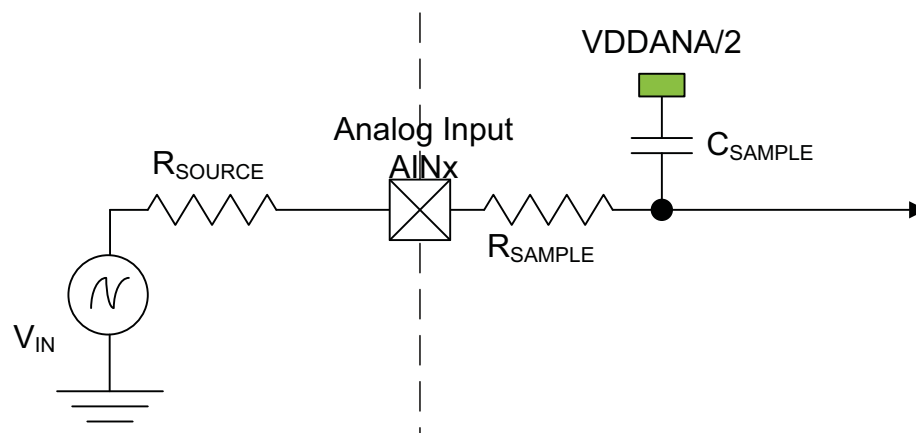 VDDANA/2
Analog Input
AINx
CSAMPLE
RSOURCE
RSAMPLE
VIN